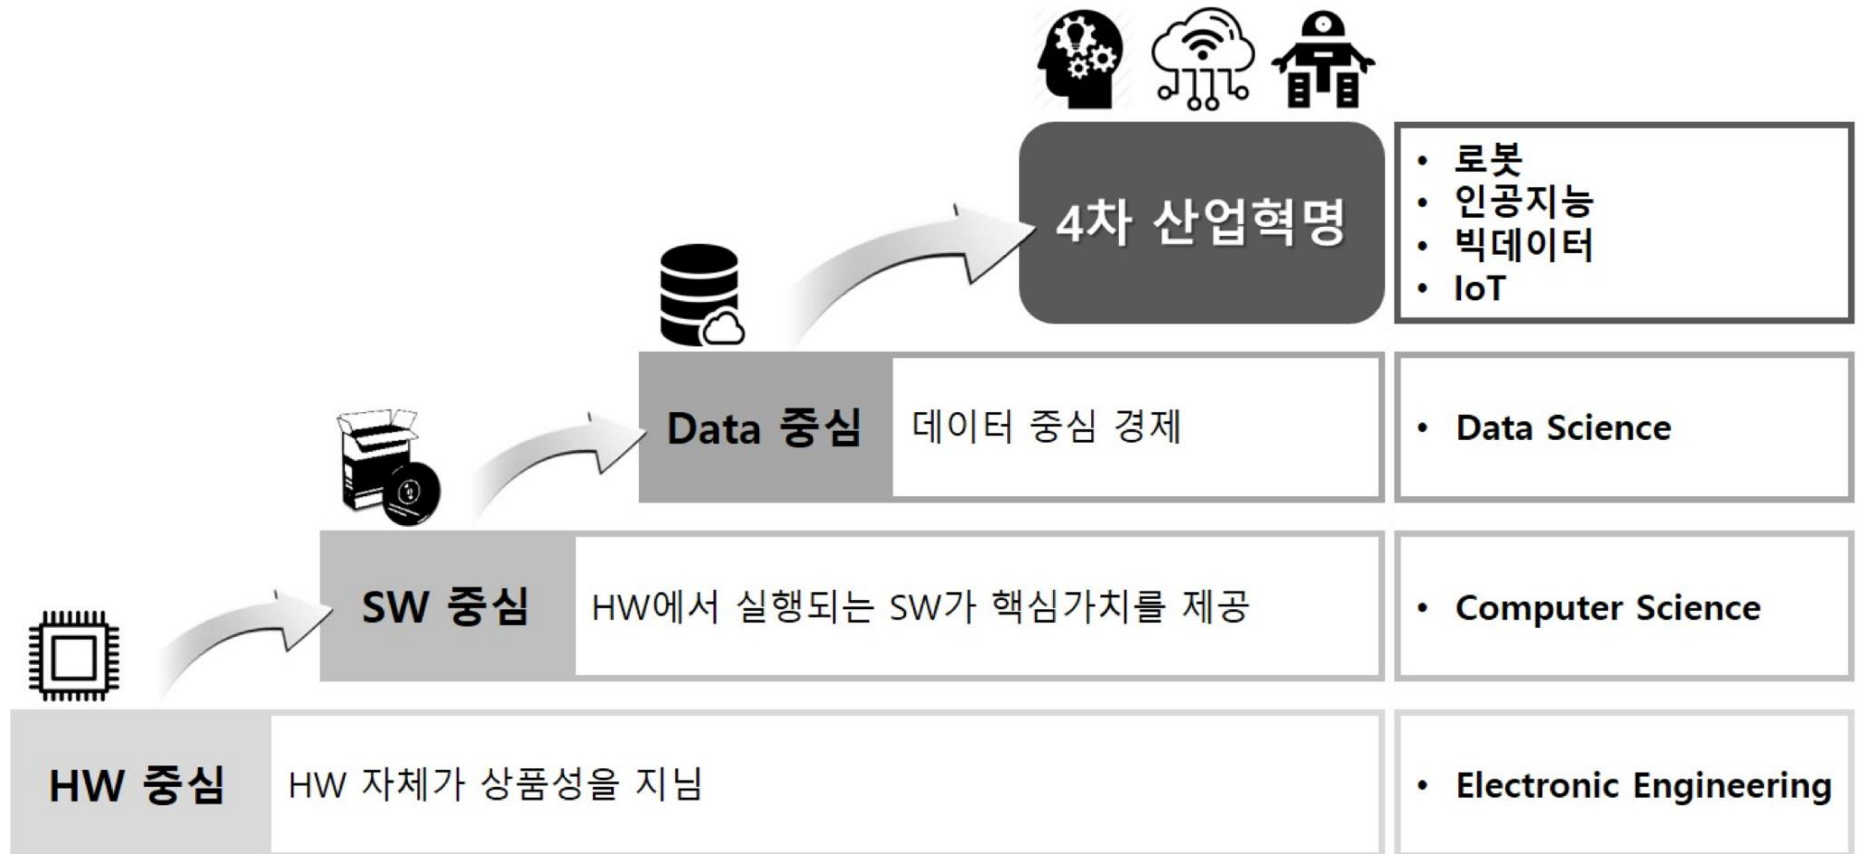 4차 산업혁명
• 로봇
• 인공지능
• 빅데이터
• IoT
Data 중심
데이터 중심 경제
• Data Science
SW 중심
HW에서 실행되는 SW가 핵심가치를 제공
• Computer Science
HW 중심
HW 자체가 상품성을 지님
• Electronic Engineering